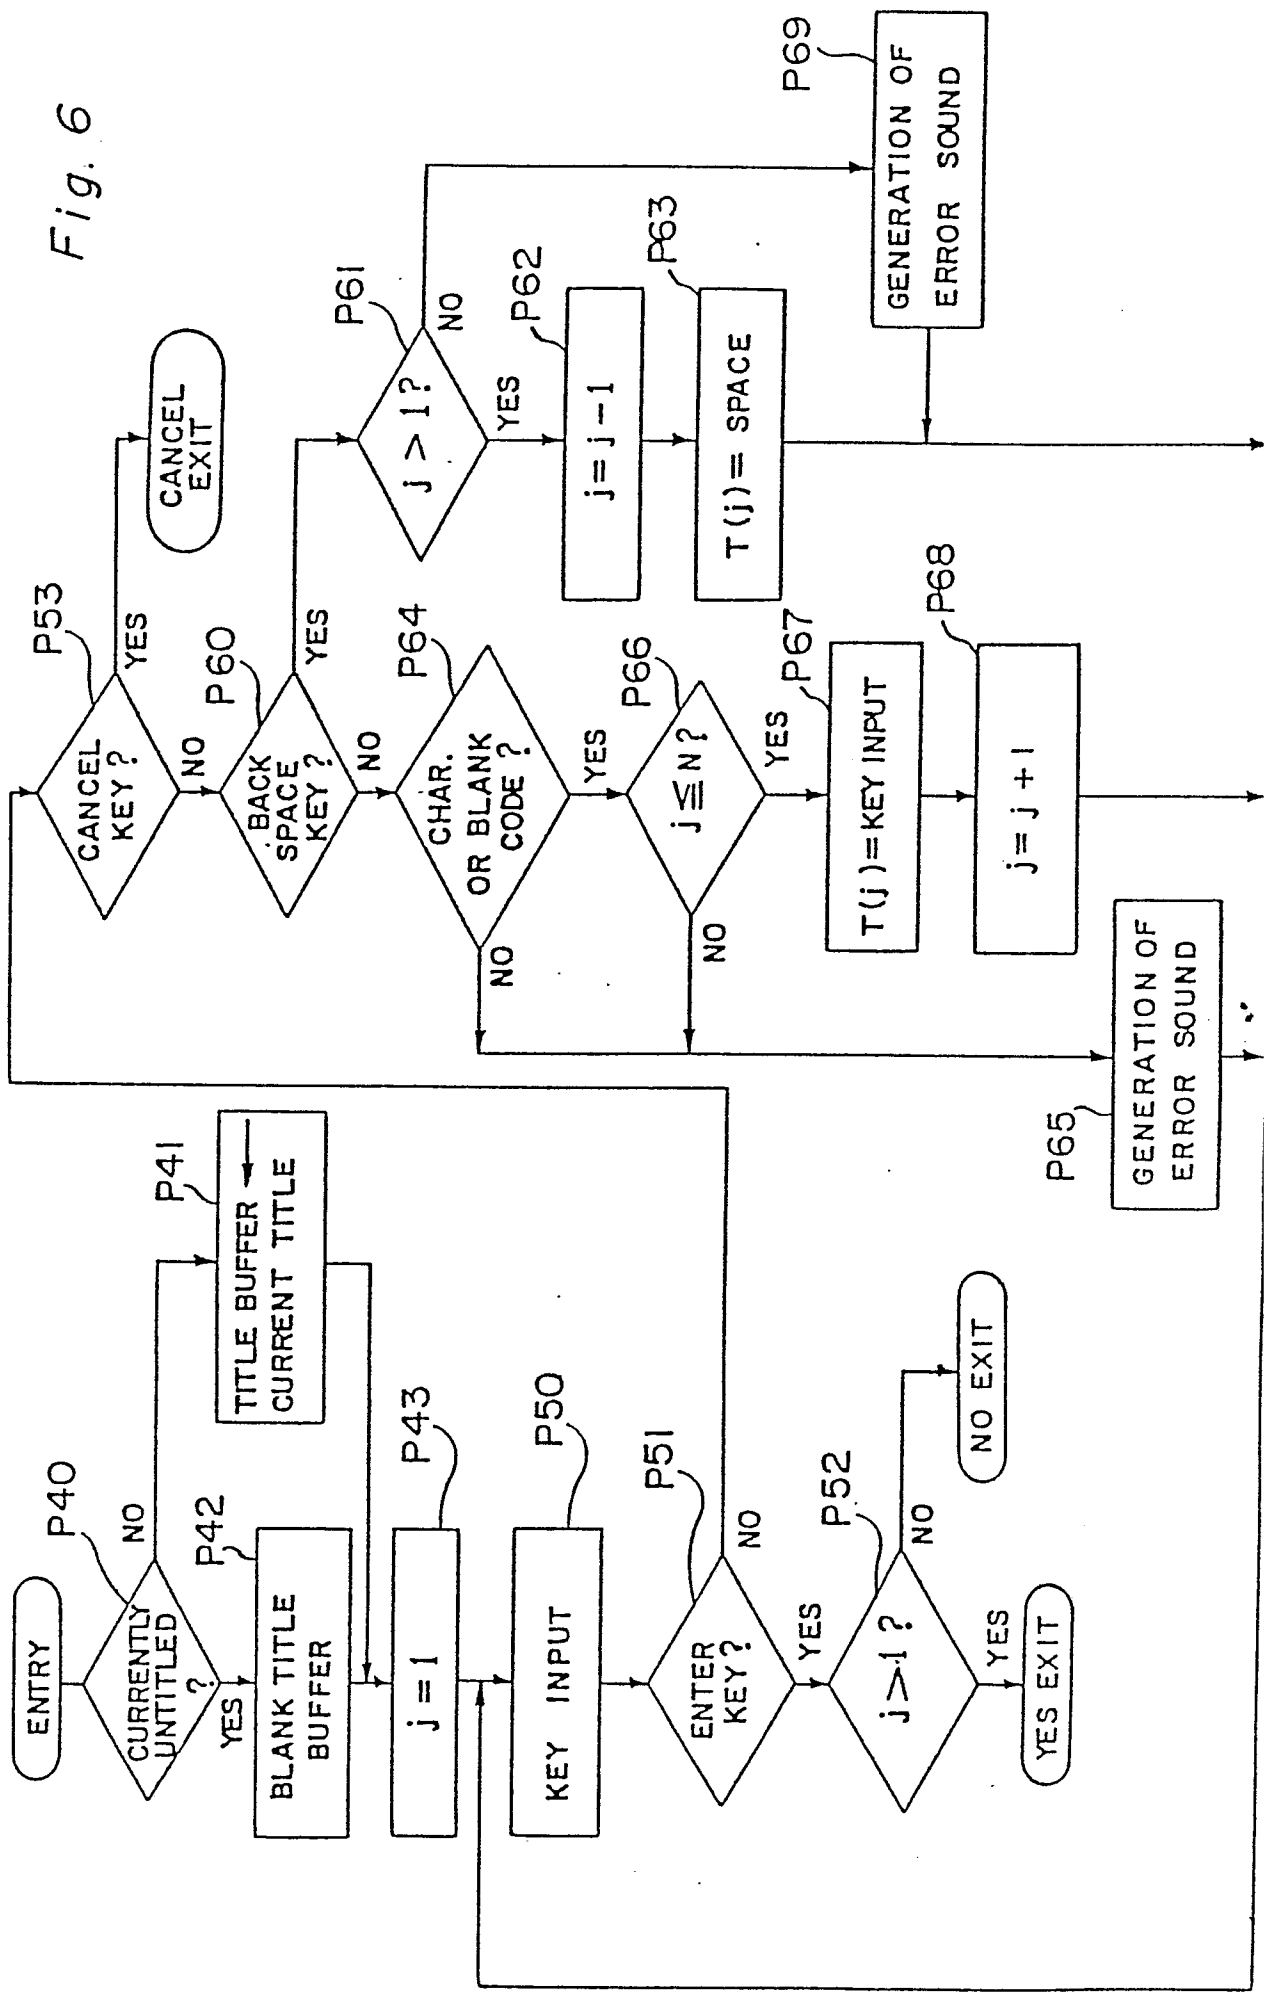 Fig. 6
ENTRY
P40
CURRENTLY
UNTITLED
?
NO
YES
P41
TITLE BUFFER ←
CURRENT TITLE
P42
BLANK TITLE
BUFFER
P43
j = 1
P50
KEY INPUT
P51
ENTER
KEY?
NO
YES
P52
j>1?
NO
YES
NO EXIT
YES EXIT
P53
CANCEL
KEY?
YES
NO
CANCEL
EXIT
P60
BACK
SPACE
KEY?
YES
NO
P61
j > 1?
NO
YES
P62
j = j - 1
P63
T(j) = SPACE
P64
CHAR.
OR BLANK
CODE?
NO
YES
P66
j ≦ N?
NO
YES
P67
T(j)=KEY INPUT
P68
j = j + 1
P65
GENERATION OF
ERROR SOUND
P69
GENERATION OF
ERROR SOUND